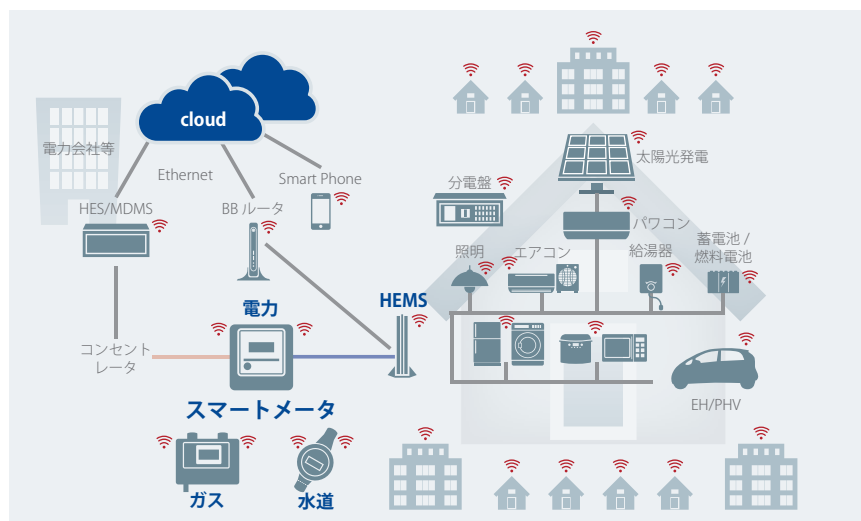 cloud
電力会社等
Ethernet
Smart Phone
HES/MDMS
BB ルータ
太陽光発電
分電盤
パワコン
照明
エアコン
給湯器
蓄電池 /
燃料電池
電力
HEMS
コンセント
レータ
スマートメータ
EH/PHV
ガス
水道